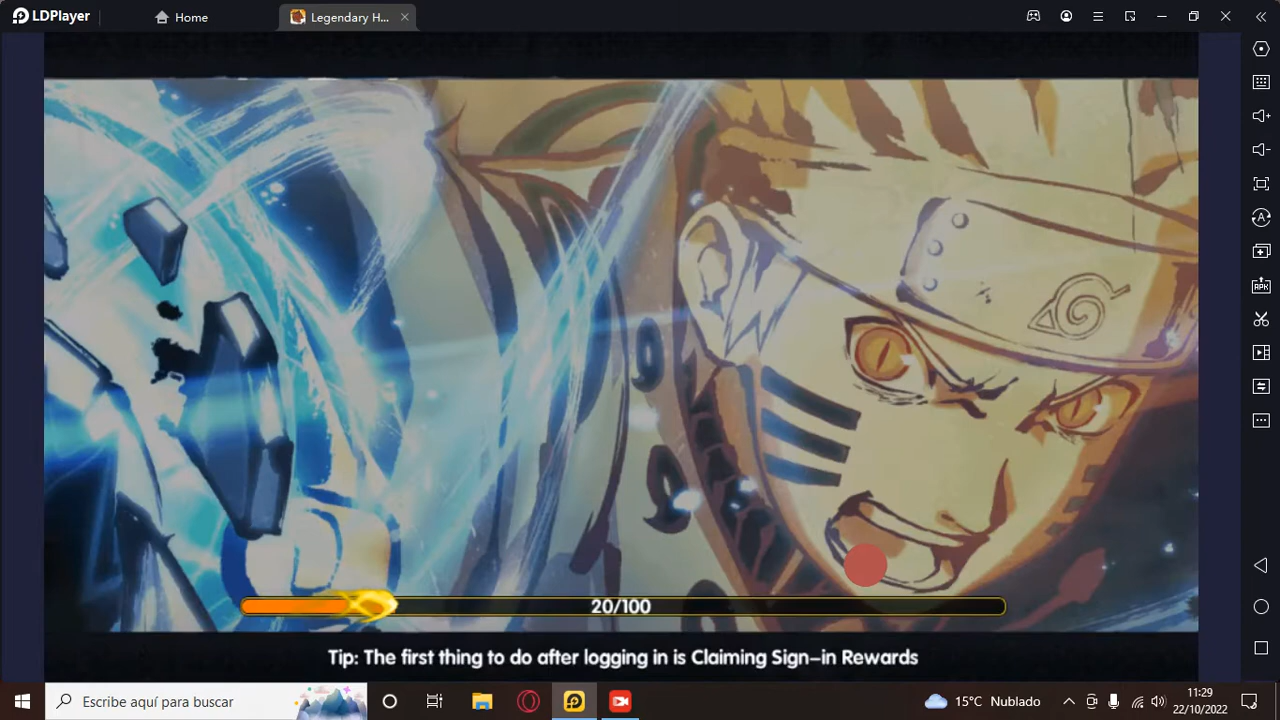 LDPlayer
Home
Legendary H...
APK
20/100
Tip: The first thing to do after logging in is Claiming Sign-in Rewards
Escribe aquí para buscar
15°C Nublado
11:29
22/10/2022